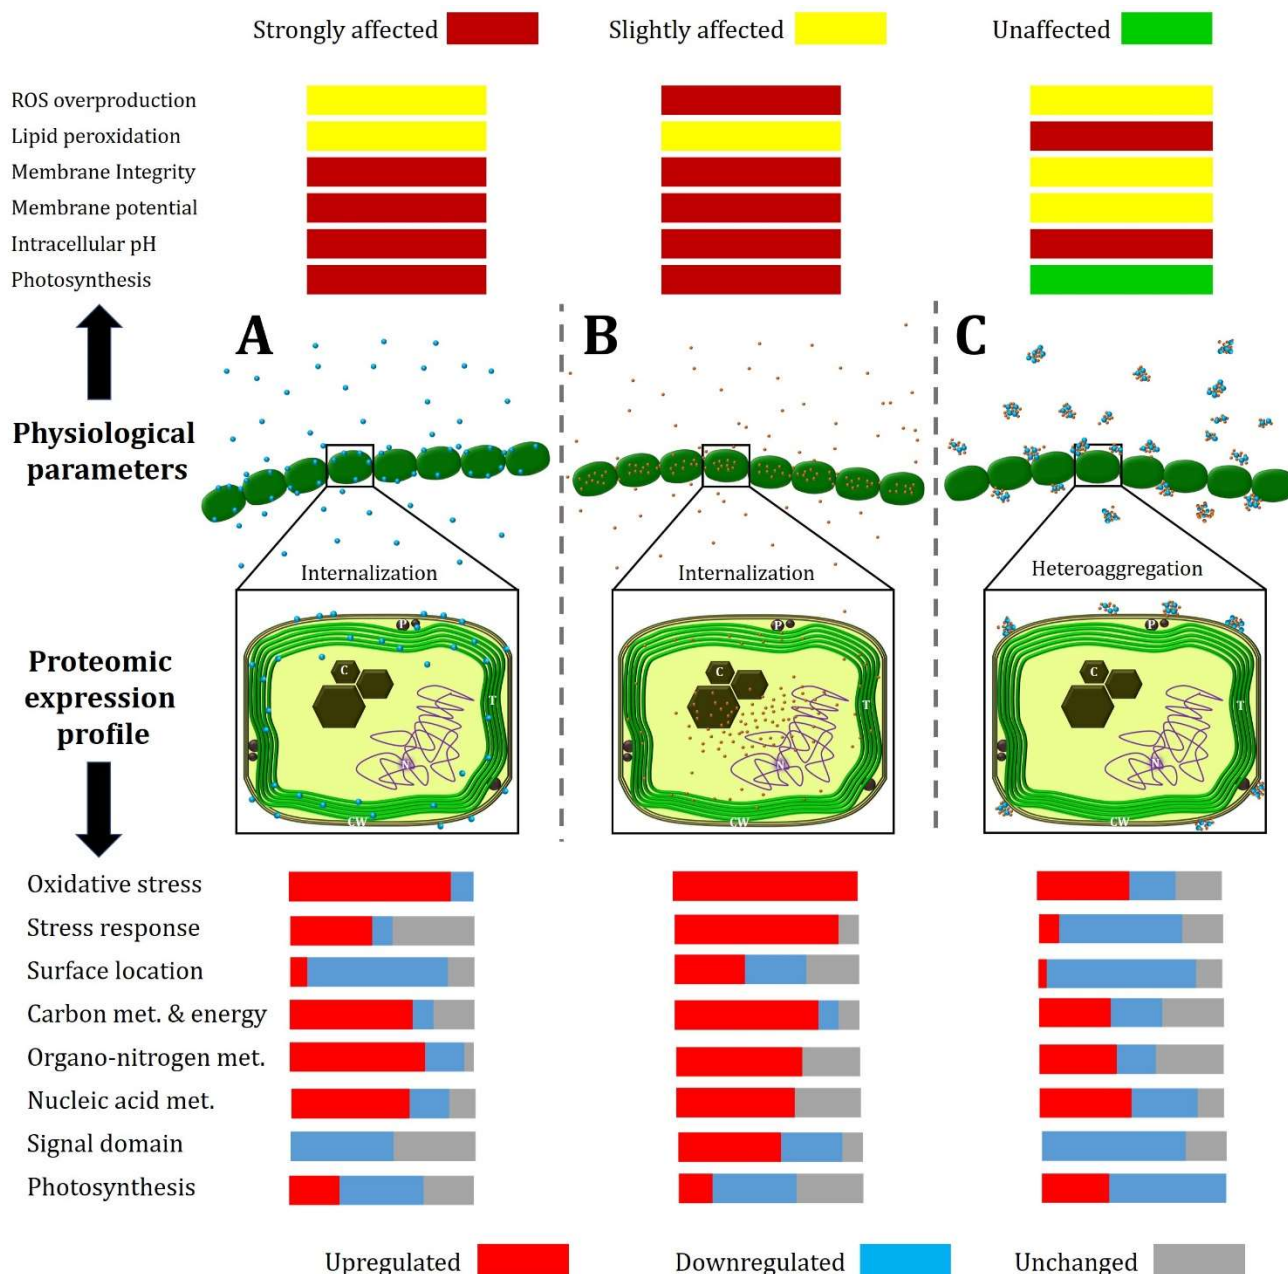 Strongly affected
Slightly affected
Unaffected
ROS overproduction
Lipid peroxidation
Membrane Integrity
Membrane potential
Intracellular pH
Photosynthesis
A
B
C
Physiological
parameters
Internalization
Internalization
Heteroaggregation
P
C
T
N
CW
P
C
T
N
CW
P
C
T
N
CW
Proteomic
expression
profile
Oxidative stress
Stress response
Surface location
Carbon met. & energy
Organo-nitrogen met.
Nucleic acid met.
Signal domain
Photosynthesis
Upregulated
Downregulated
Unchanged